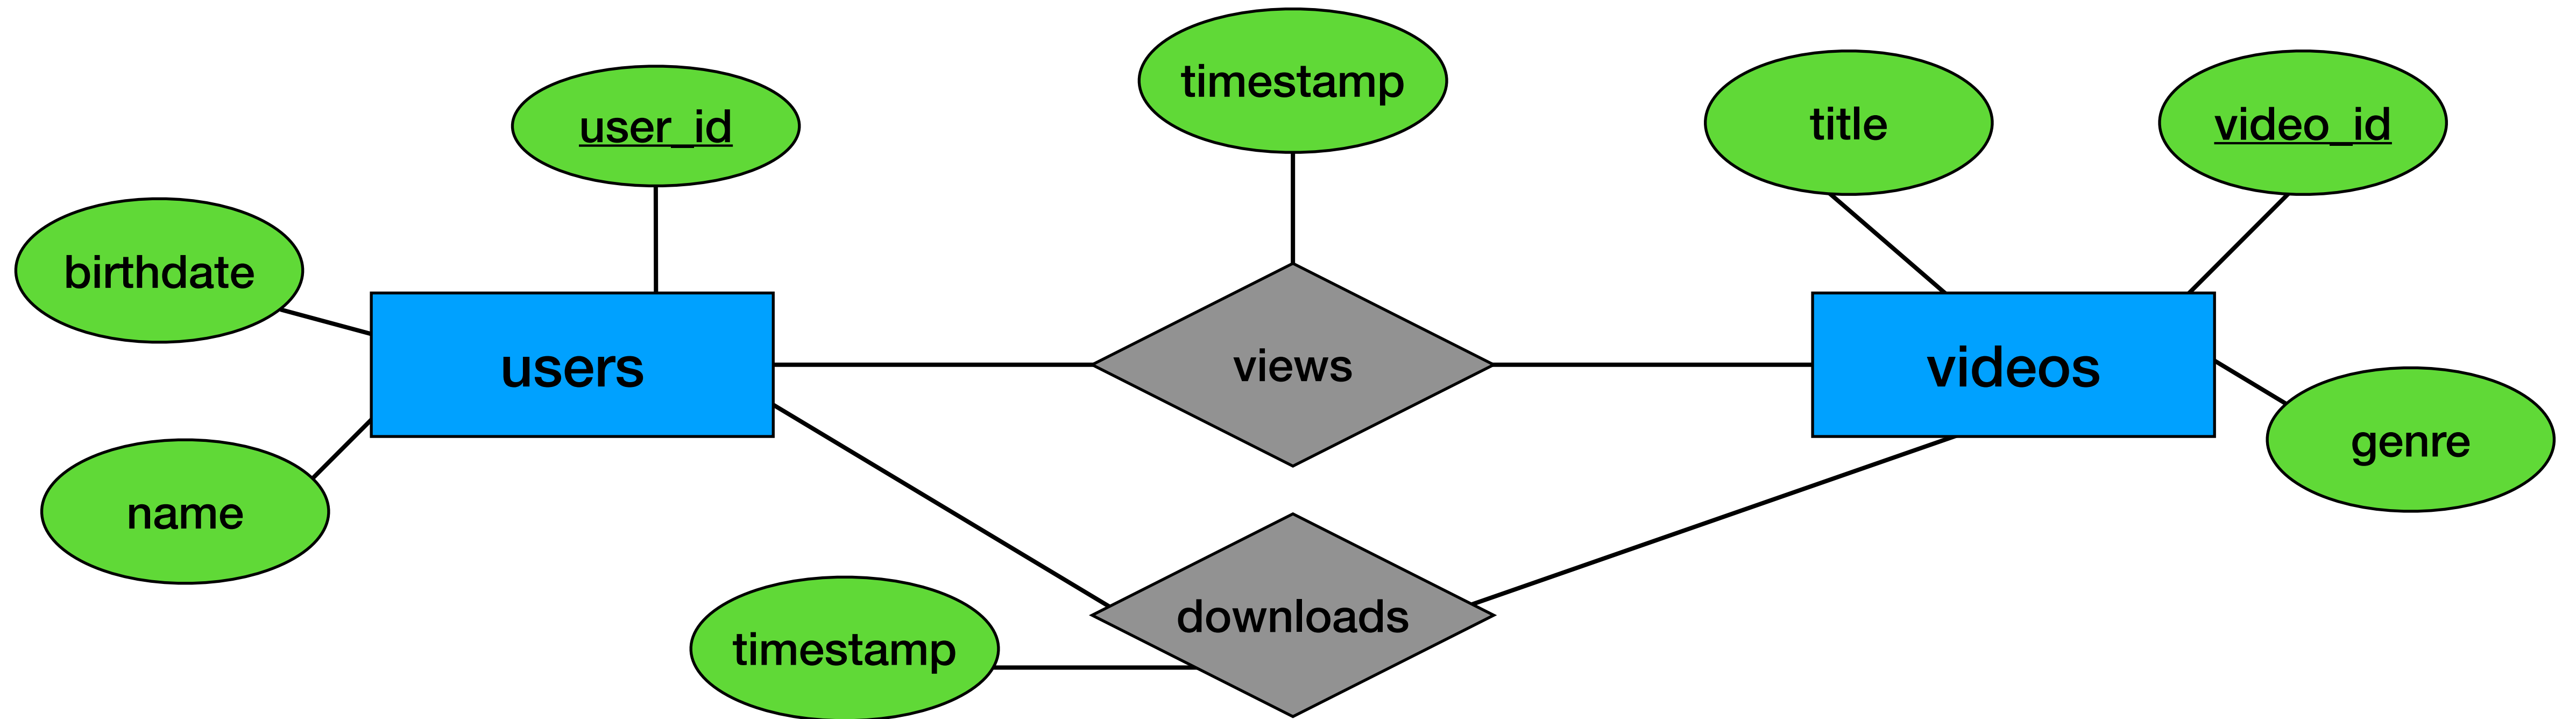 timestamp
title
video_id
user_id
birthdate
users
views
videos
genre
name
downloads
timestamp